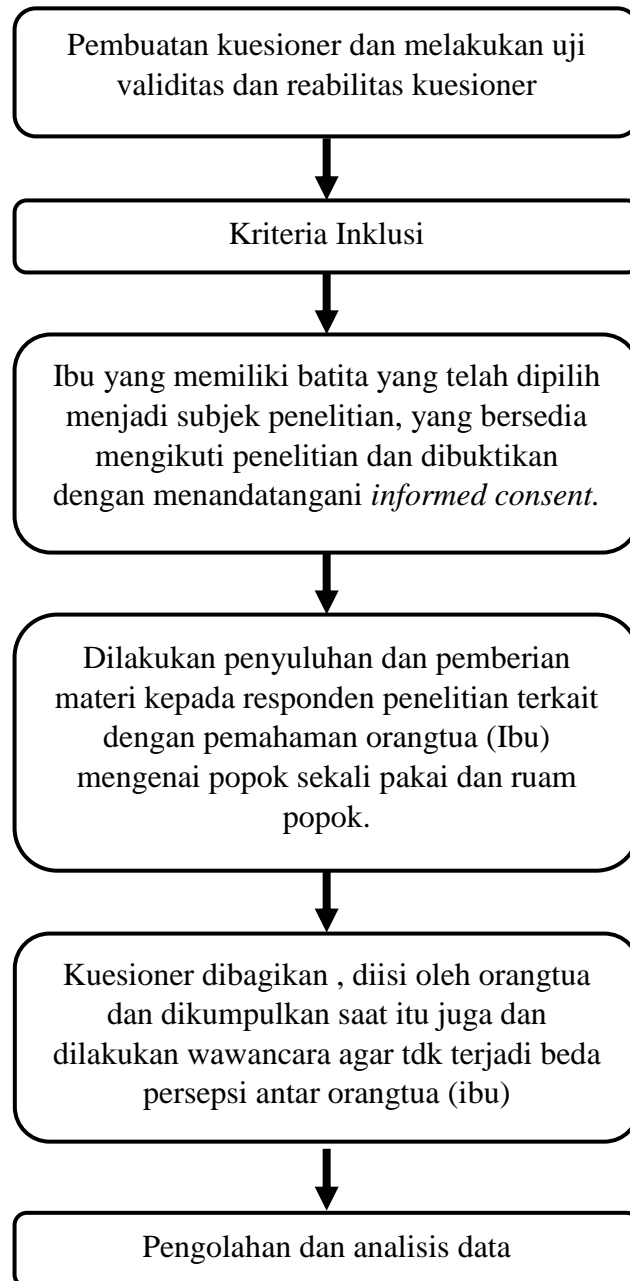 Pembuatan kuesioner dan melakukan uji
validitas dan reabilitas kuesioner
Kriteria Inklusi
Ibu yang memiliki batita yang telah dipilih
menjadi subjek penelitian, yang bersedia
mengikuti penelitian dan dibuktikan
dengan menandatangani informed consent.
Dilakukan penyuluhan dan pemberian
materi kepada responden penelitian terkait
dengan pemahaman orangtua (Ibu)
mengenai popok sekali pakai dan ruam
popok.
Kuesioner dibagikan , diisi oleh orangtua
dan dikumpulkan saat itu juga dan
dilakukan wawancara agar tdk terjadi beda
persepsi antar orangtua (ibu)
Pengolahan dan analisis data